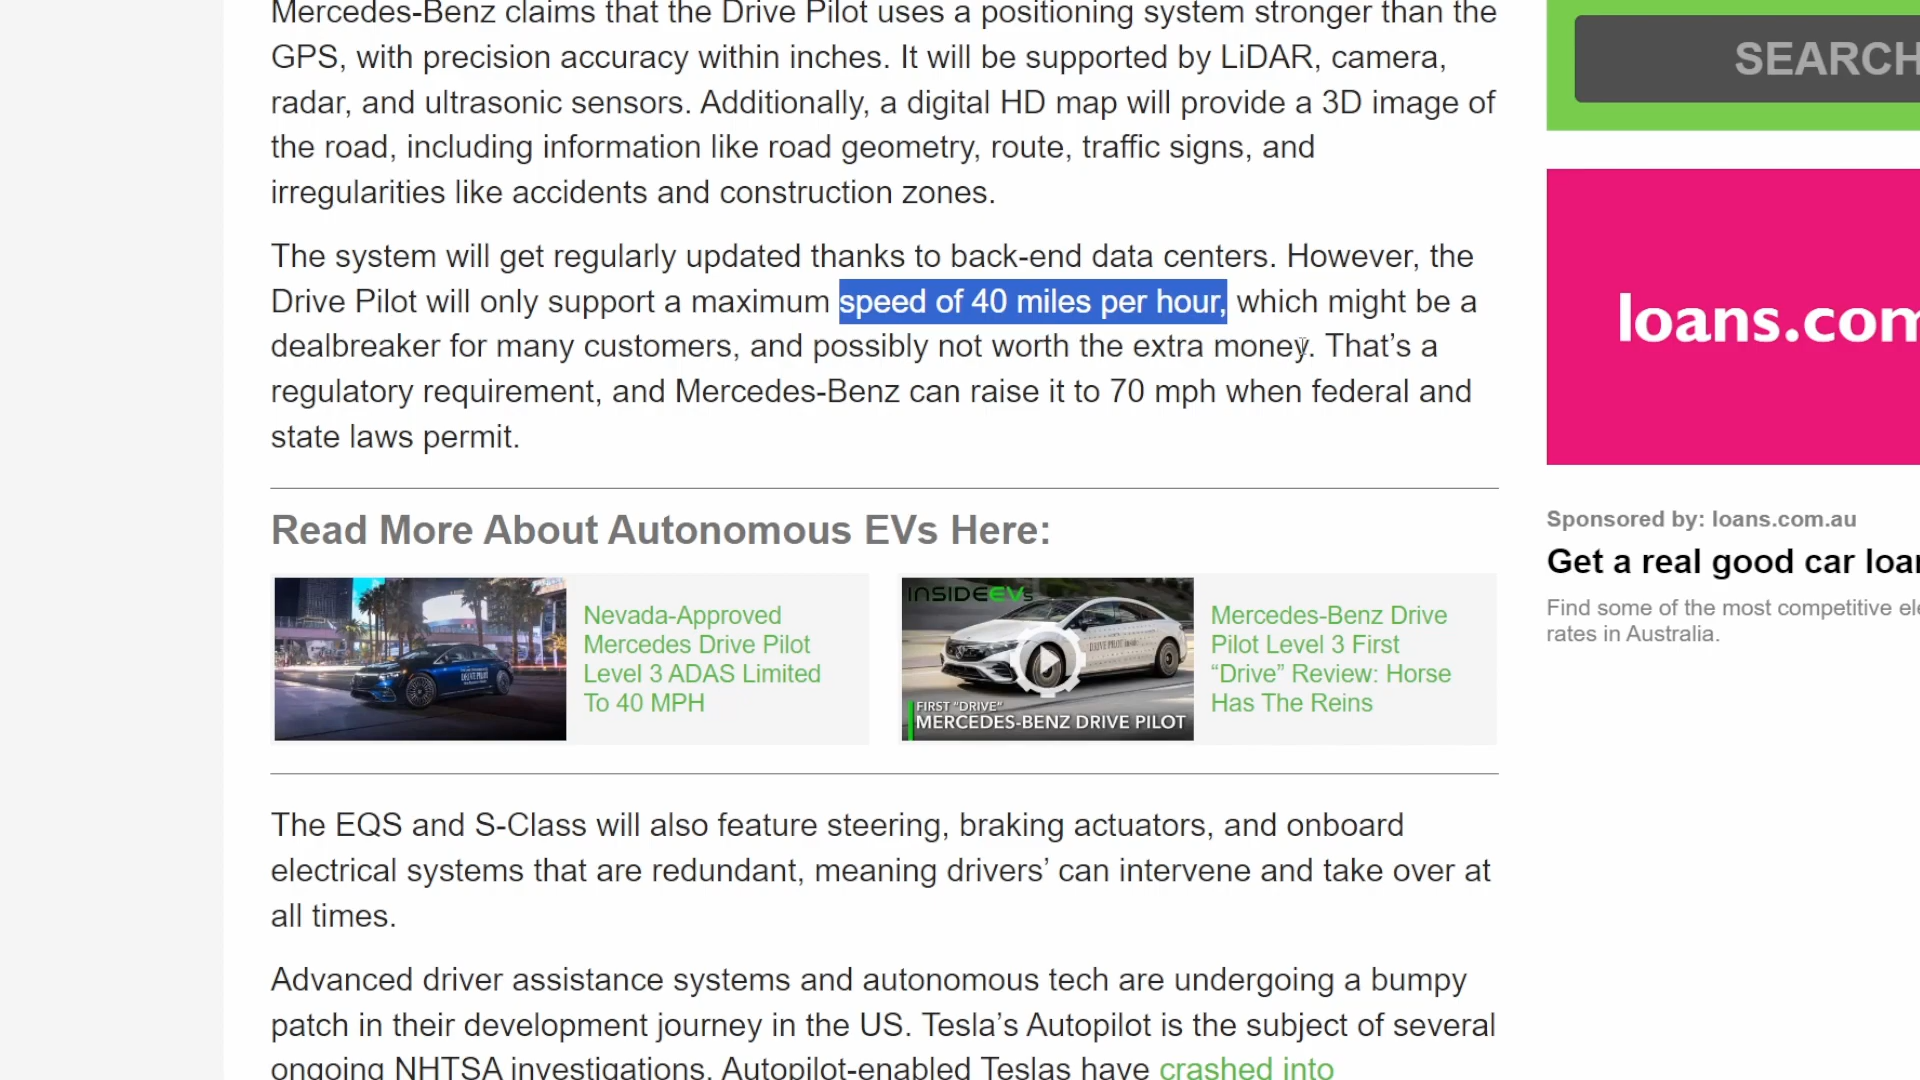 Mercedes-Benz claims that the Drive Pilot uses a positioning system stronger than the
GPS, with precision accuracy within inches. It will be supported by LiDAR, camera,
radar, and ultrasonic sensors. Additionally, a digital HD map will provide a 3D image of
the road, including information like road geometry, route, traffic signs, and
irregularities like accidents and construction zones.
The system will get regularly updated thanks to back-end data centers. However, the
Drive Pilot will only support a maximum speed of 40 miles per hour, which might be a
dealbreaker for many customers, and possibly not worth the extra money. That’s a
regulatory requirement, and Mercedes-Benz can raise it to 70 mph when federal and
state laws permit.
Read More About Autonomous EVs Here:
DRIVE PILOT
Nevada-Approved
Mercedes Drive Pilot
Level 3 ADAS Limited
To 40 MPH
INSIDEEVs
DRIVE PILOT
FIRST “DRIVE”
MERCEDES-BENZ DRIVE PILOT
Mercedes-Benz Drive
Pilot Level 3 First
“Drive” Review: Horse
Has The Reins
The EQS and S-Class will also feature steering, braking actuators, and onboard
electrical systems that are redundant, meaning drivers’ can intervene and take over at
all times.
Advanced driver assistance systems and autonomous tech are undergoing a bumpy
patch in their development journey in the US. Tesla’s Autopilot is the subject of several
ongoing NHTSA investigations. Autopilot-enabled Teslas have crashed into
SEARCH
loans.com
Sponsored by: loans.com.au
Get a real good car loan
Find some of the most competitive ele
rates in Australia.